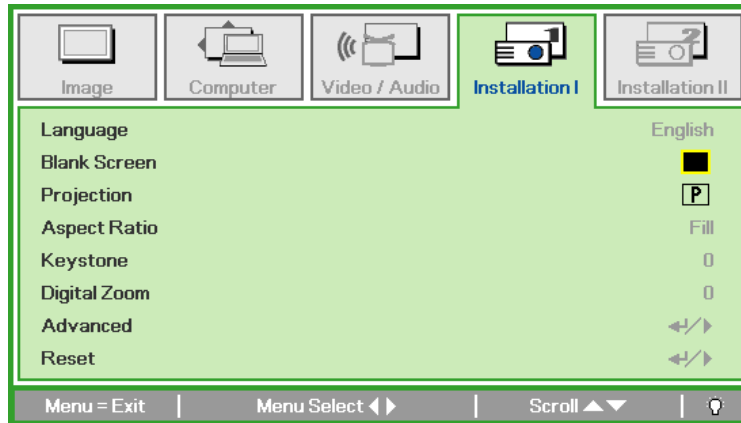 Image Computer Video / Audio Installation I Installation II
Language English
Blank Screen
Projection P
Aspect Ratio Fill
Keystone 0
Digital Zoom 0
Advanced
Reset
Menu = Exit Menu Select Scroll